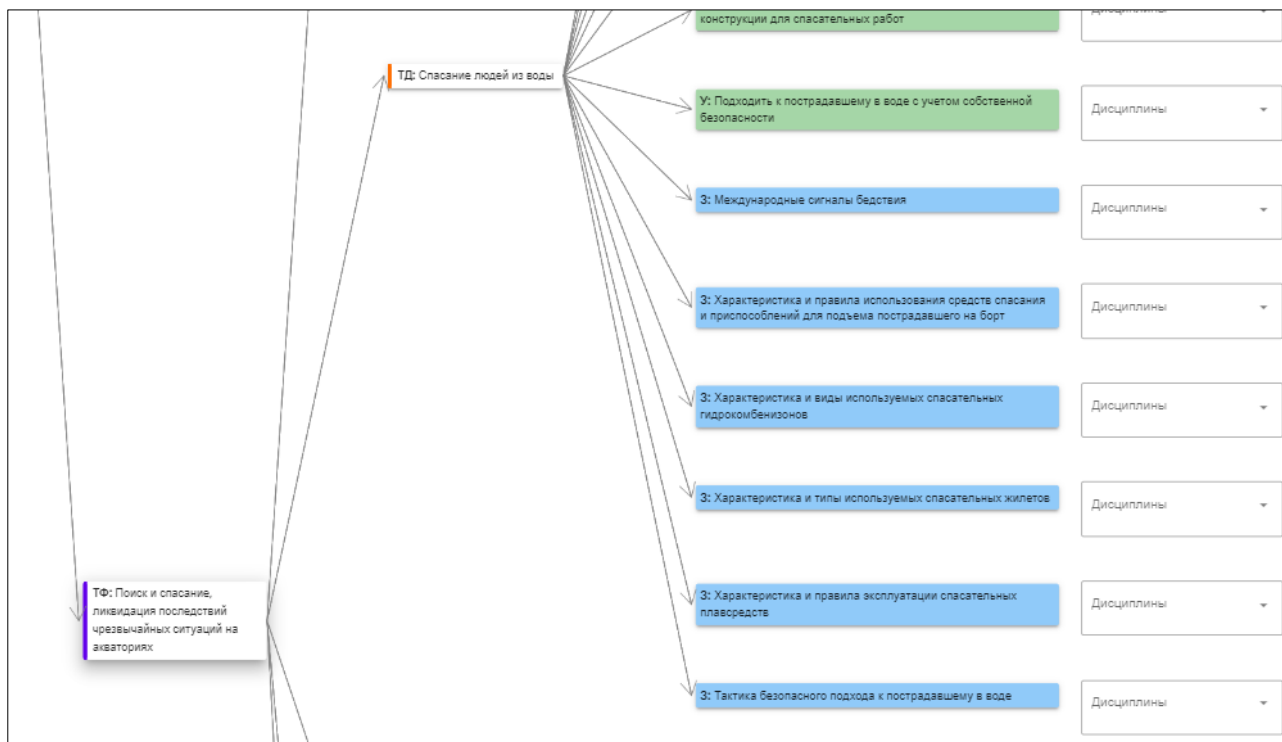 конструкции для спасательных работ
Дисциплины
ТД: Спасание людей из воды
У: Подходить к пострадавшему в воде с учетом собственной
безопасности
Дисциплины
З: Международные сигналы бедствия
Дисциплины
З: Характеристика и правила использования средств спасания
и приспособлений для подъема пострадавшего на борт
Дисциплины
З: Характеристика и виды используемых спасательных
гидрокомбенизонов
Дисциплины
З: Характеристика и типы используемых спасательных жилетов
Дисциплины
ТФ: Поиск и спасание,
ликвидация последствий
чрезвычайных ситуаций на
акваториях
З: Характеристика и правила эксплуатации спасательных
плавсредств
Дисциплины
З: Тактика безопасного подхода к пострадавшему в воде
Дисциплины